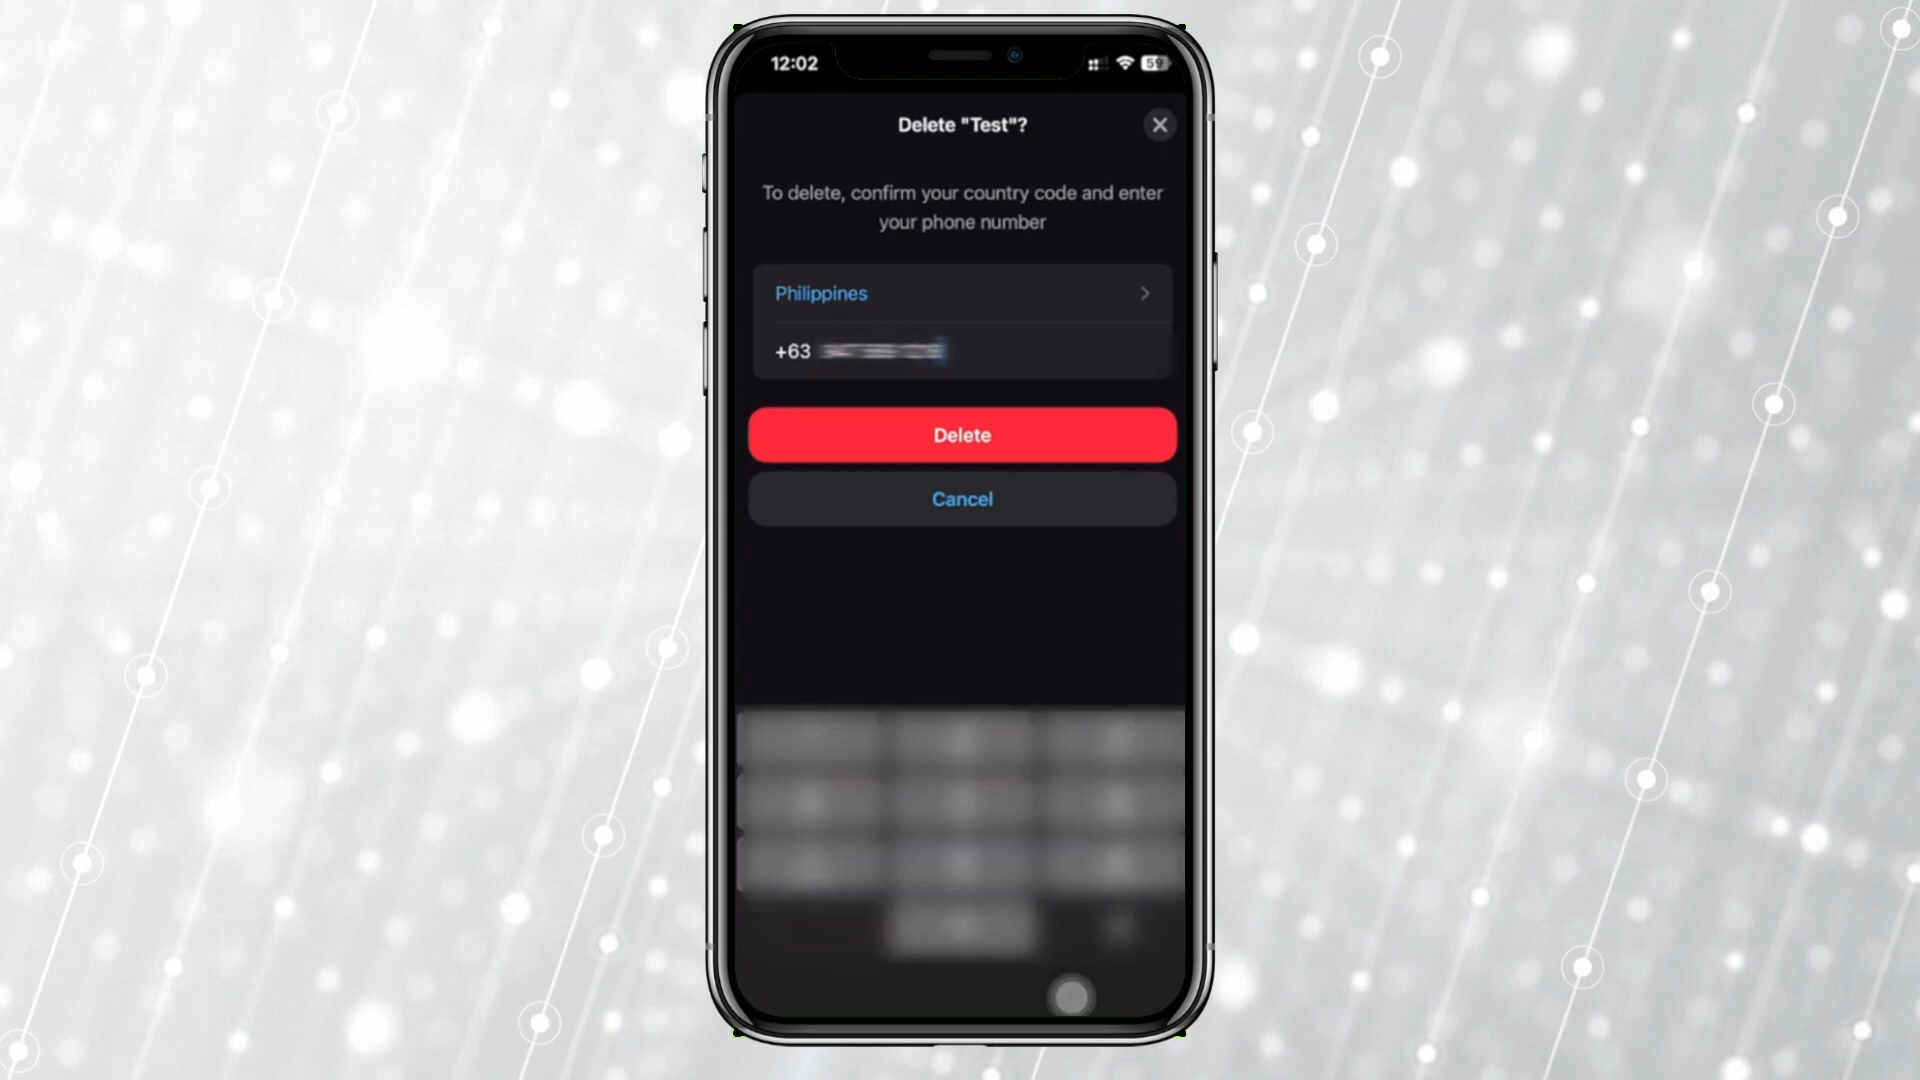 12:02
59
Delete "Test"?
To delete, confirm your country code and enter
your phone number
Philippines
+63
Delete
Cancel